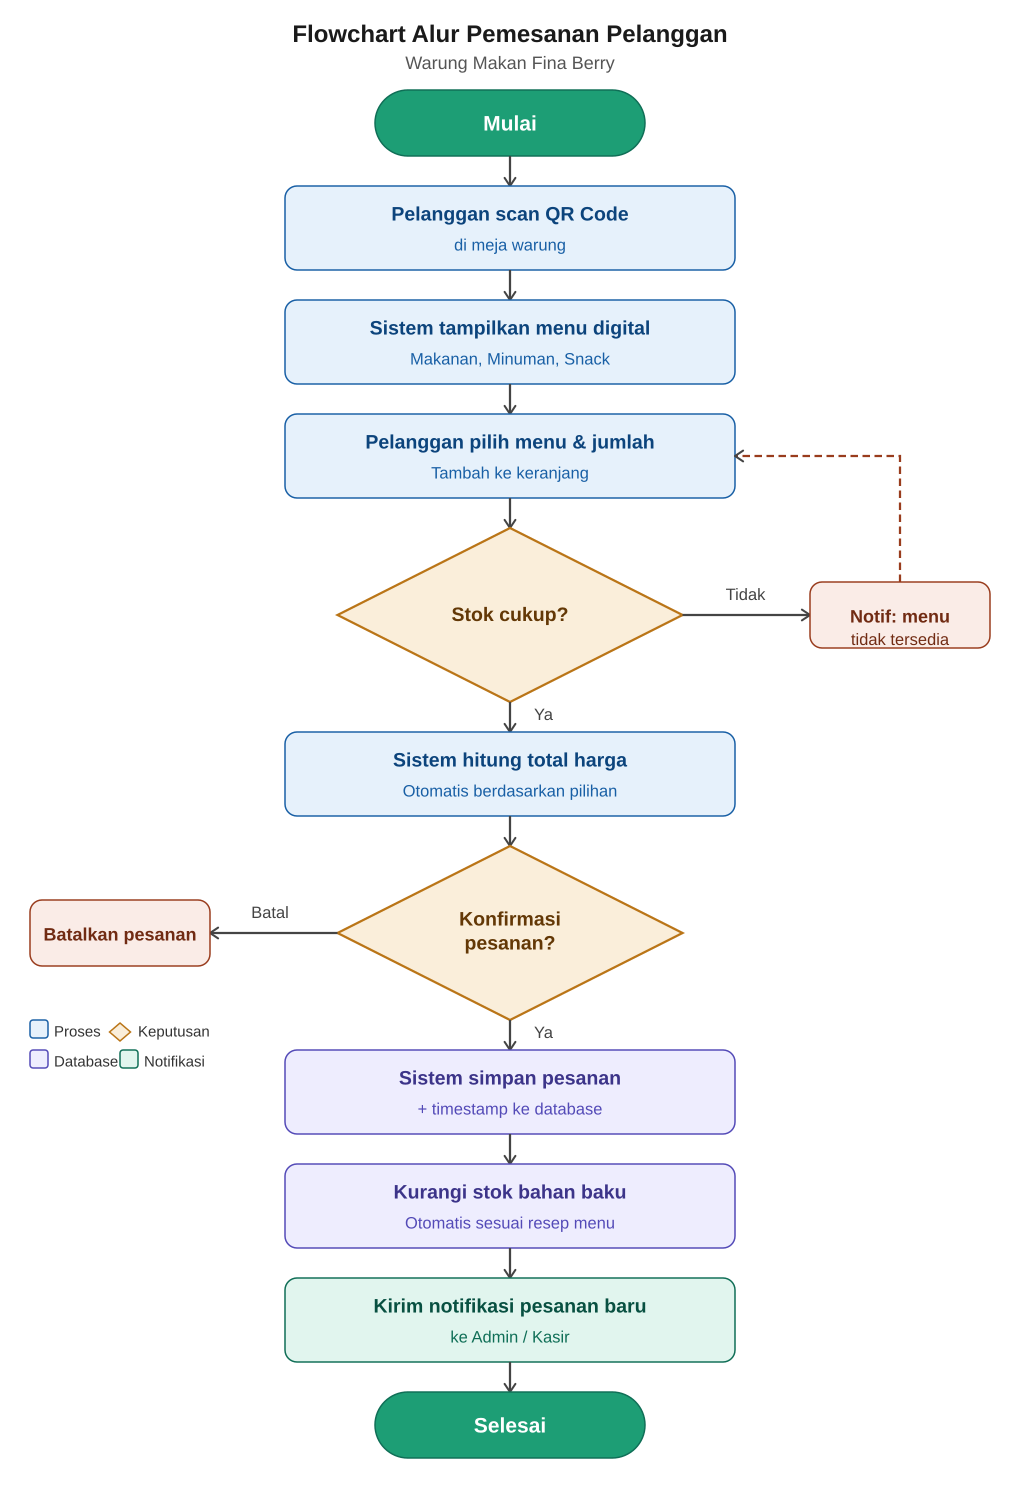 Flowchart Alur Pemesanan Pelanggan
Warung Makan Fina Berry
Mulai
Pelanggan scan QR Code
di meja warung
Sistem tampilkan menu digital
Makanan, Minuman, Snack
Pelanggan pilih menu & jumlah
Tambah ke keranjang
Stok cukup?
Tidak
Notif: menu
tidak tersedia
Ya
Sistem hitung total harga
Otomatis berdasarkan pilihan
Konfirmasi
pesanan?
Batal
Batalkan pesanan
Ya
Proses
Keputusan
Database
Notifikasi
Sistem simpan pesanan
+ timestamp ke database
Kurangi stok bahan baku
Otomatis sesuai resep menu
Kirim notifikasi pesanan baru
ke Admin / Kasir
Selesai